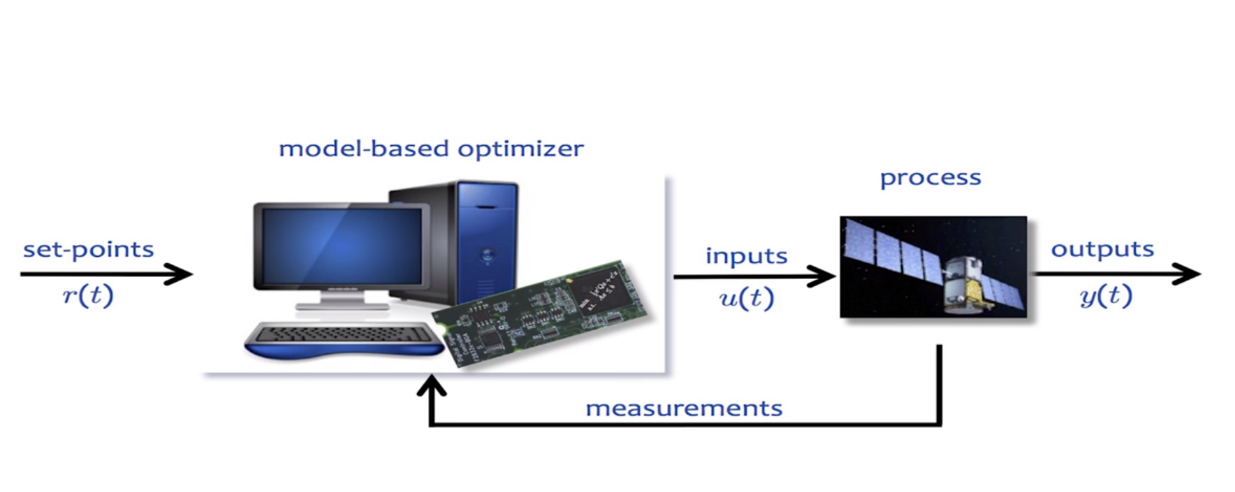 model-based optimizer
process
set-points
r(t)
inputs
u(t)
outputs
y(t)
measurements